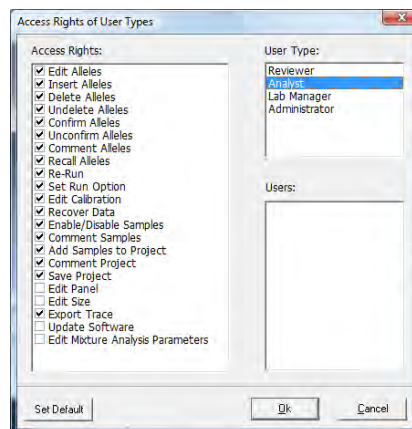 Access Rights of User Types
Access Rights:
Edit Alleles
Insert Alleles
Delete Alleles
Undelete Alleles
Confirm Alleles
Unconfirm Alleles
Comment Alleles
Recall Alleles
Re-Run
Set Run Option
Edit Calibration
Recover Data
Enable/Disable Samples
Comment Samples
Add Samples to Project
Comment Project
Save Project
Edit Panel
Edit Size
Export Trace
Update Software
Edit Mixture Analysis Parameters
User Type:
Reviewer
Analyst
Lab Manager
Administrator
Users:
Set Default
Ok
Cancel